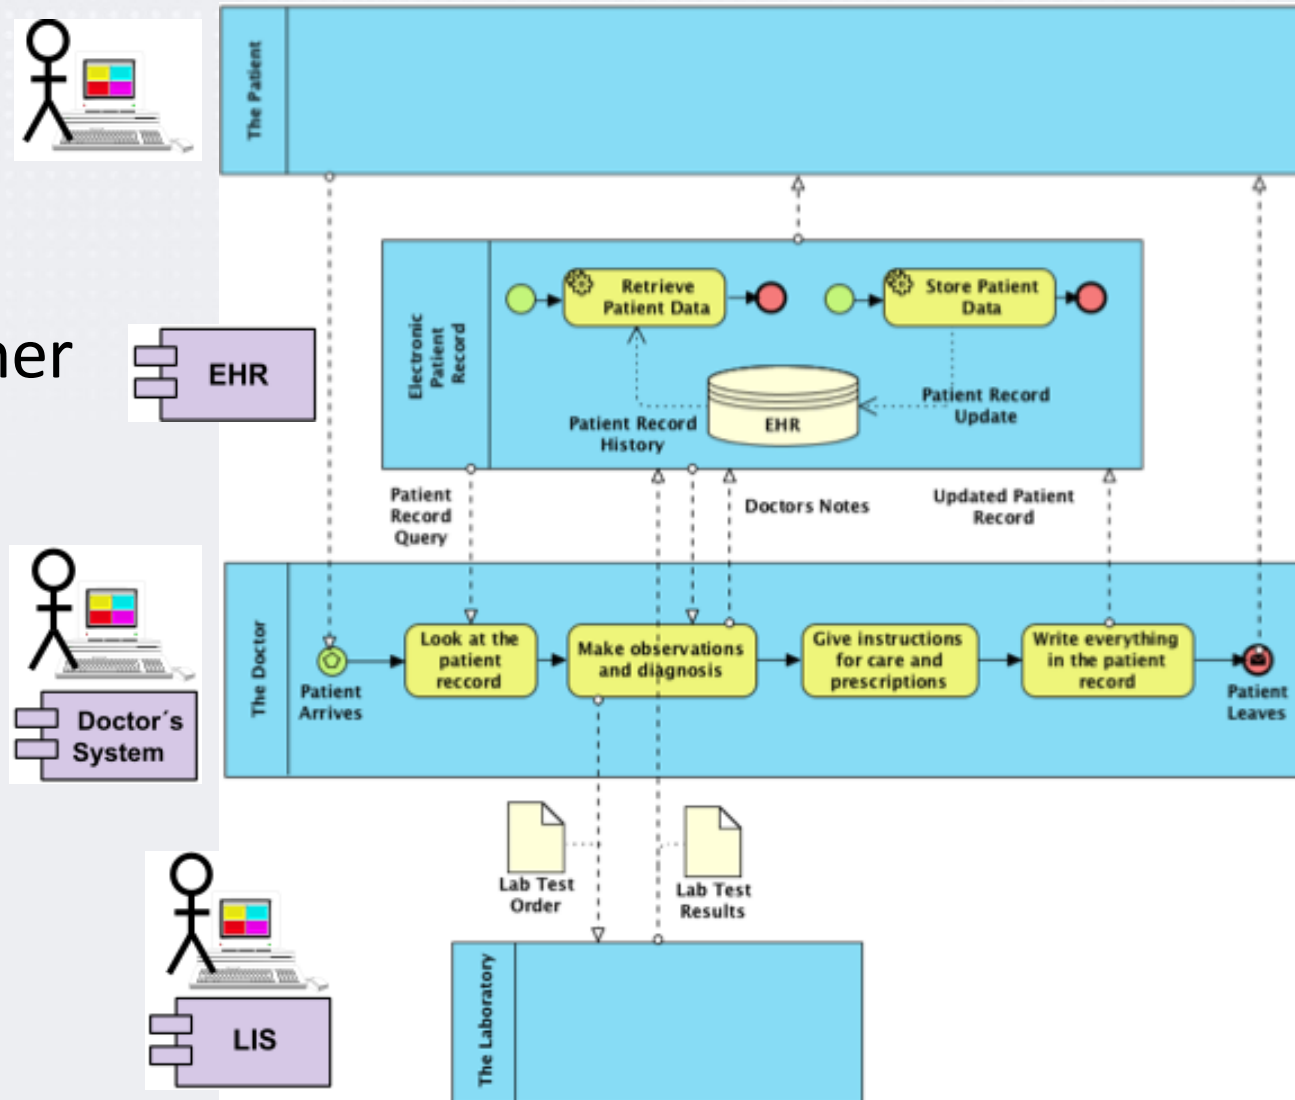 The Patient
Retrieve
Patient Data
Store Patient
Data
Electronic
Patient
Record
ner
EHR
Patient Record
History
EHR
Patient Record
Update
Patient
Record
Query
Doctors Notes
Updated Patient
Record
The Doctor
Patient
Arrives
Look at the
patient
reccord
Make observations
and diagnosis
Give instructions
for care and
prescriptions
Write everything
in the patient
record
Patient
Leaves
Doctor´s
System
Lab Test
Order
Lab Test
Results
LIS
The Laboratory